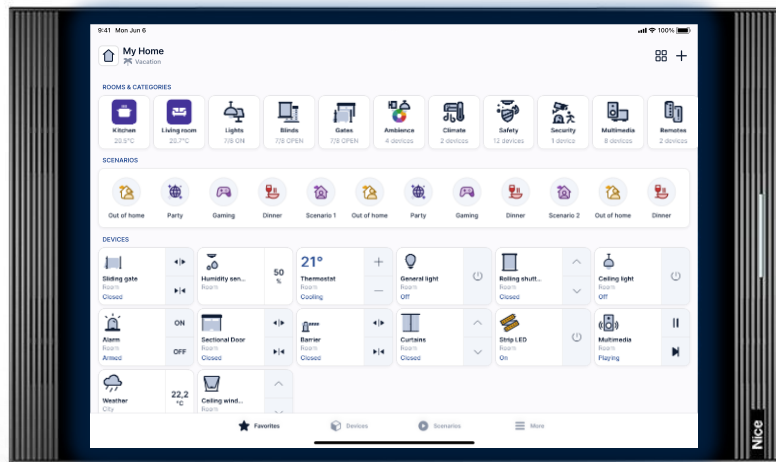 9:41 Mon Jun 6
100%
My Home
Vacation
ROOMS & CATEGORIES
Kitchen
20.5°C
Living room
20.7°C
Lights
7/8 ON
Blinds
7/8 OPEN
Gates
7/8 OPEN
Ambience
4 devices
Climate
2 devices
Safety
12 devices
Security
1 device
Multimedia
8 devices
Remotes
2 devices
SCENARIOS
Out of home
Party
Gaming
Dinner
Scenario 1
Out of home
Party
Gaming
Dinner
Scenario 2
Out of home
Dinner
DEVICES
Sliding gate
Room
Closed
Humidity sen...
Room
50
%
21°
Thermostat
Room
Cooling
General light
Room
Off
Rolling shutt...
Room
Closed
Ceiling light
Room
Off
Alarm
Room
Armed
ON
OFF
Sectional Door
Room
Closed
Barrier
Room
Closed
Curtains
Room
Closed
Strip LED
Room
On
Multimedia
Room
Playing
Weather
City
22,2
°C
Ceiling wind...
Room
Favorites
Devices
Scenarios
More
Nice